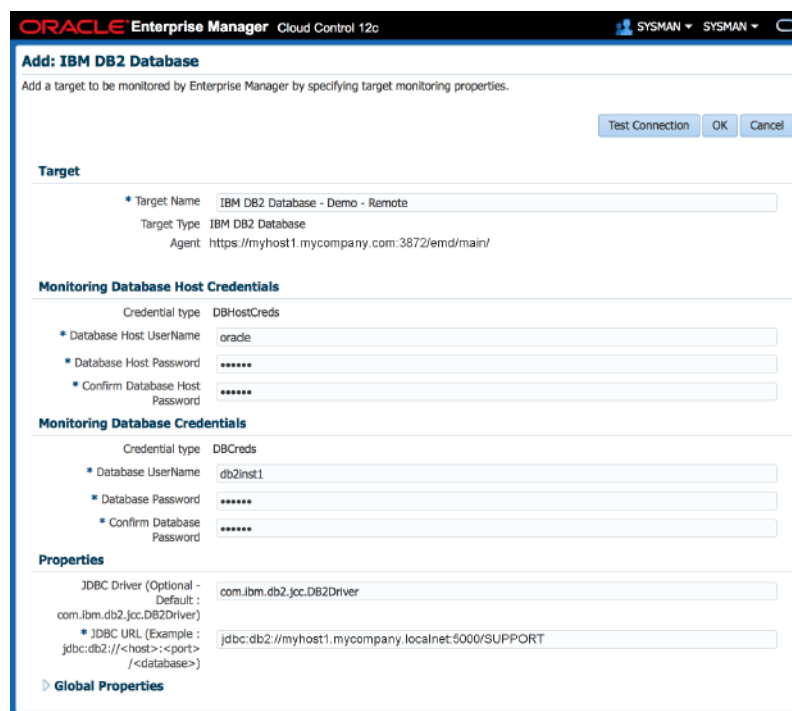 ORACLE Enterprise Manager Cloud Control 12c SYSMAN SYSMAN
Add: IBM DB2 Database
Add a target to be monitored by Enterprise Manager by specifying target monitoring properties.
Test Connection OK Cancel
Target
* Target Name IBM DB2 Database - Demo - Remote
Target Type IBM DB2 Database
Agent https://myhost1.mycompany.com:3872/emd/main/
Monitoring Database Host Credentials
Credential type DBHostCreds
* Database Host UserName oracle
* Database Host Password ••••••
* Confirm Database Host
Password ••••••
Monitoring Database Credentials
Credential type DBCreds
* Database UserName db2inst1
* Database Password ••••••
* Confirm Database
Password ••••••
Properties
JDBC Driver (Optional -
Default :
com.ibm.db2.jcc.DB2Driver) com.ibm.db2.jcc.DB2Driver
* JDBC URL (Example :
jdbc:db2://<host>:<port>
/<database>) jdbc:db2://myhost1.mycompany.localnet:5000/SUPPORT
Global Properties